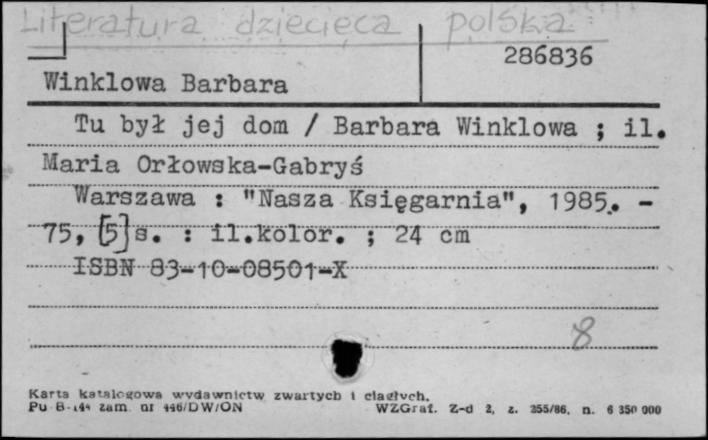 Literatura dziecięca polska
286836
Winklowa Barbara
Tu był jej dom / Barbara Winklowa ; il.
Maria Orłowska-Gabryś
Warszawa : "Nasza Księgarnia", 1985. -
75, [5] s. : il.kolor. ; 24 cm
ISBN 83-10-08501-X
8
Karta katalogowa wydawnictw zwartych i ciągłych.
Pu B-144 zam. nr 446/DW/ON WZGraf. Z-d 2, z. 255/86, n. 6 350 000